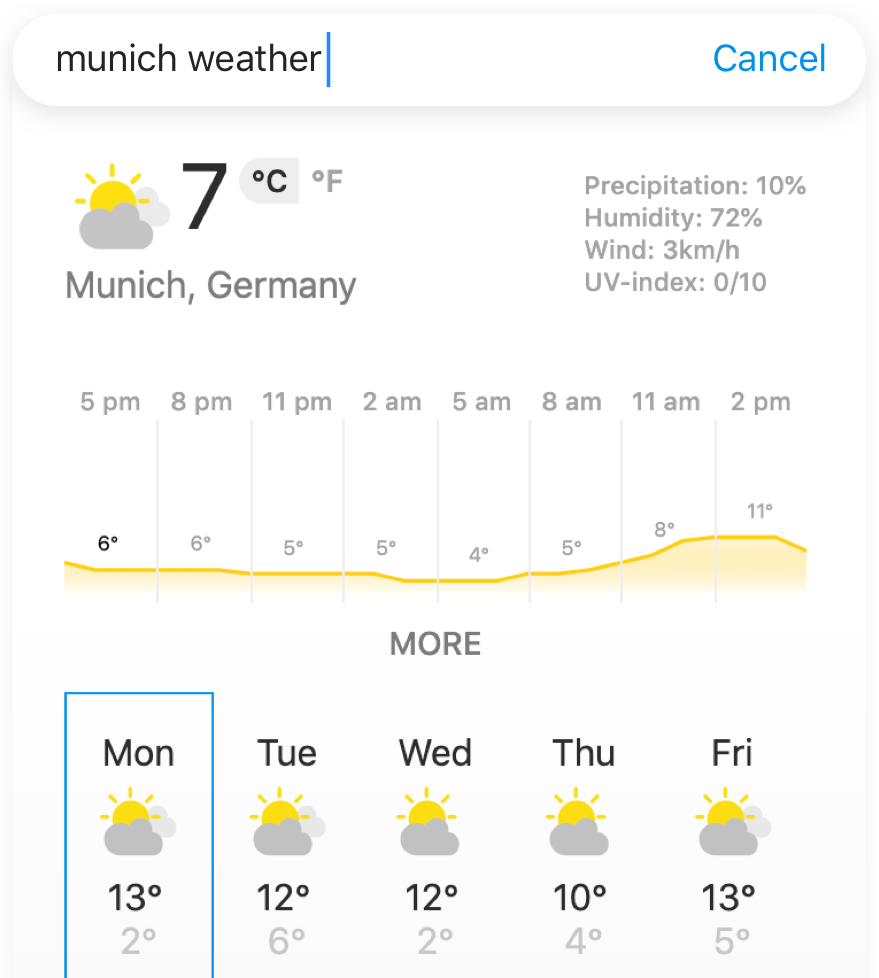 munich weather Cancel
7 °C °F
Precipitation: 10%
Humidity: 72%
Wind: 3km/h
UV-index: 0/10
Munich, Germany
5 pm 8 pm 11 pm 2 am 5 am 8 am 11 am 2 pm
6° 6° 5° 5° 4° 5° 8° 11°
MORE
Mon Tue Wed Thu Fri
13° 12° 12° 10° 13°
2° 6° 2° 4° 5°